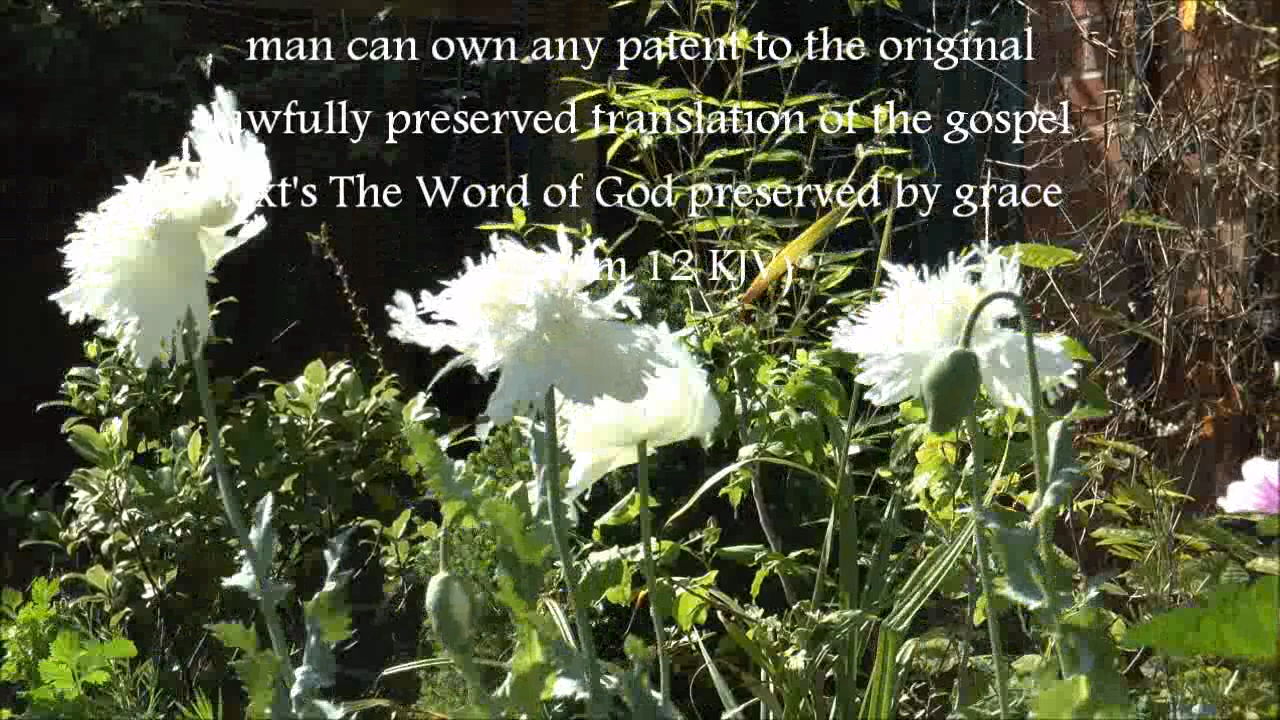 man can own any patent to the original
preserved translation of the gospel
The Word of God preserved by grace
12 KJV)